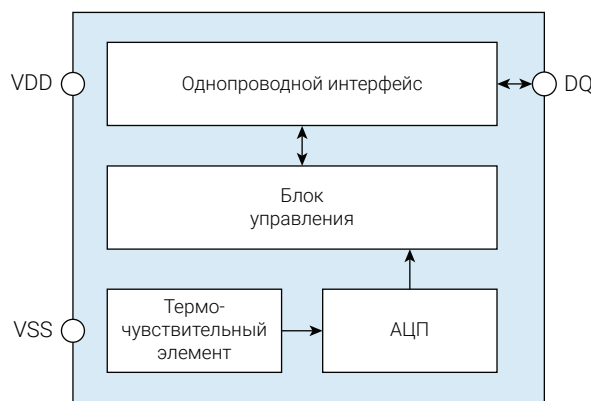 VDD
Однопроводной интерфейс
DQ
Блок
управления
VSS
Термо-
чувствительный
элемент
АЦП